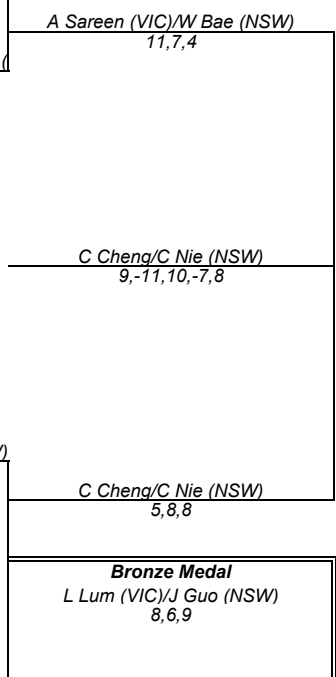 A Sareen (VIC)/W Bae (NSW)
11,7,4
(
C Cheng/C Nie (NSW)
9,-11,10,-7,8
)
C Cheng/C Nie (NSW)
5,8,8
Bronze Medal
L Lum (VIC)/J Guo (NSW)
8,6,9